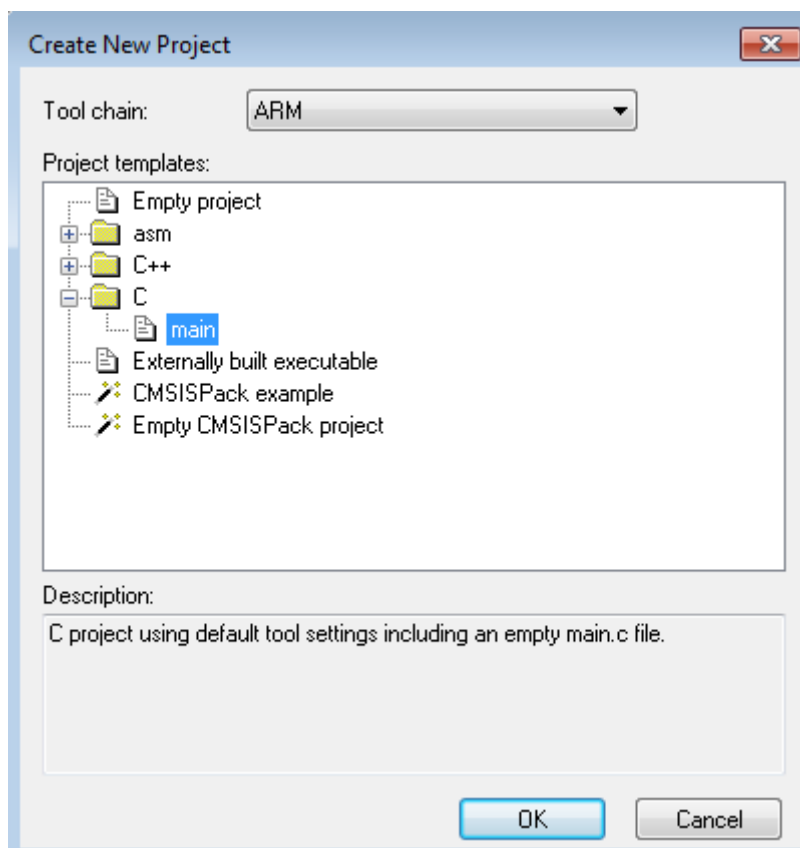 Create New Project
Tool chain: ARM
Project templates:
Empty project
asm
C++
C
main
Externally built executable
CMSISPack example
Empty CMSISPack project
Description:
C project using default tool settings including an empty main.c file.
OK Cancel